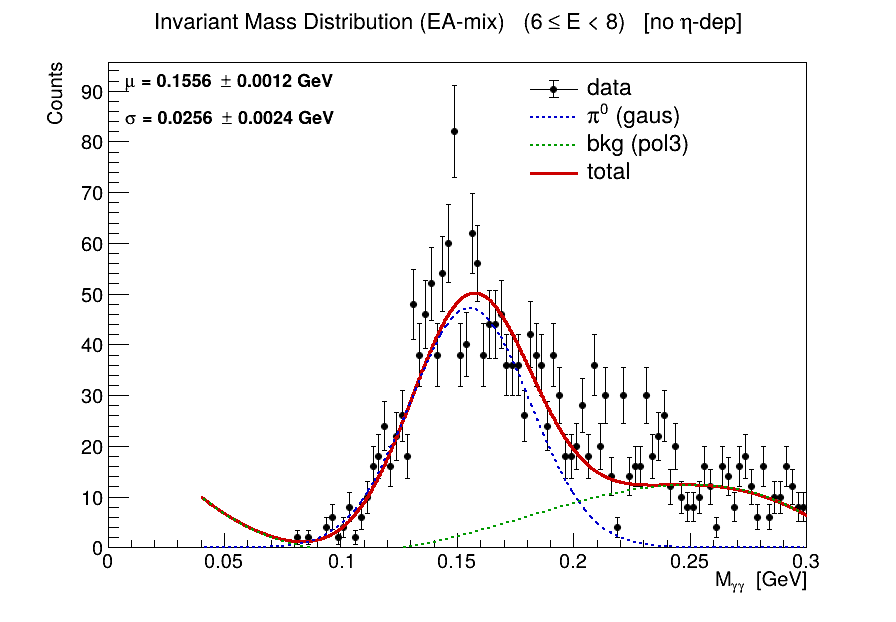 Invariant Mass Distribution (EA-mix) (6 ≤ E < 8) [no η-dep]
Counts
μ = 0.1556 ± 0.0012 GeV
σ = 0.0256 ± 0.0024 GeV
data
π⁰ (gaus)
bkg (pol3)
total
90
80
70
60
50
40
30
20
10
0
0 0.05 0.1 0.15 0.2 0.25 0.3
Mγγ [GeV]